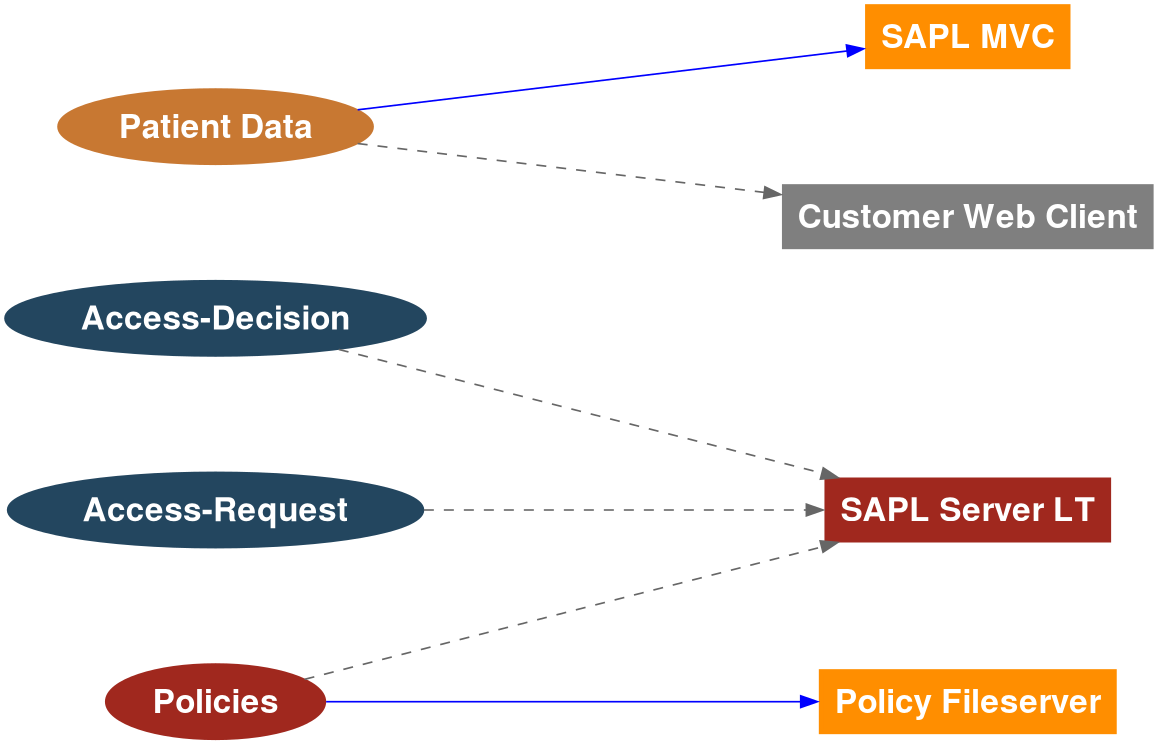 SAPL MVC
Patient Data
Customer Web Client
Access-Decision
Access-Request
SAPL Server LT
Policies
Policy Fileserver